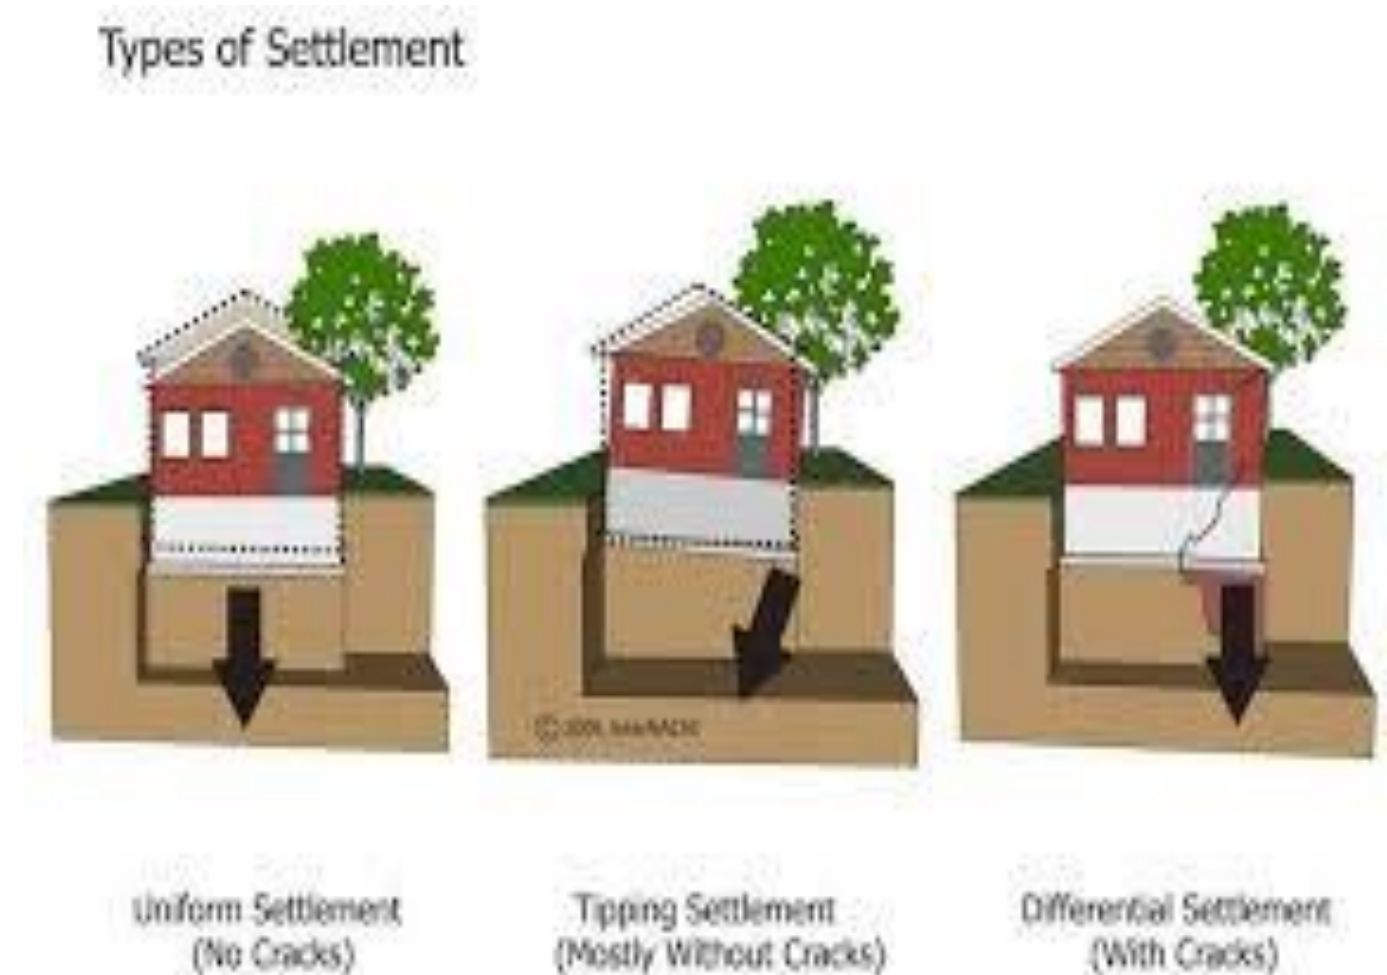 Types of Settlement
©
Uniform Settlement
(No Cracks)
Tipping Settlement
(Mostly Without Cracks)
Differential Settlement
(With Cracks)